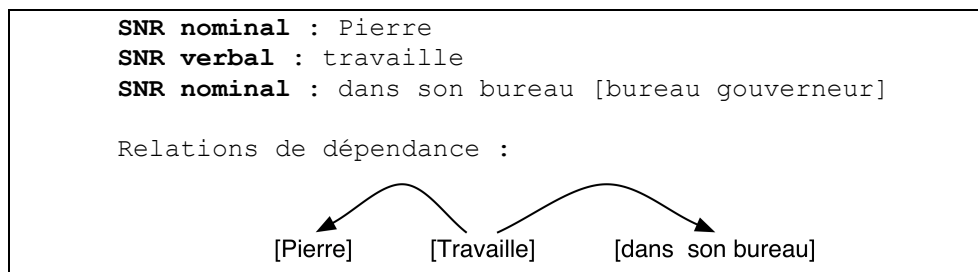 SNR nominal : Pierre
SNR verbal : travaille
SNR nominal : dans son bureau [bureau gouverneur]
Relations de dépendance :
[Pierre] [Travaille] [dans son bureau]